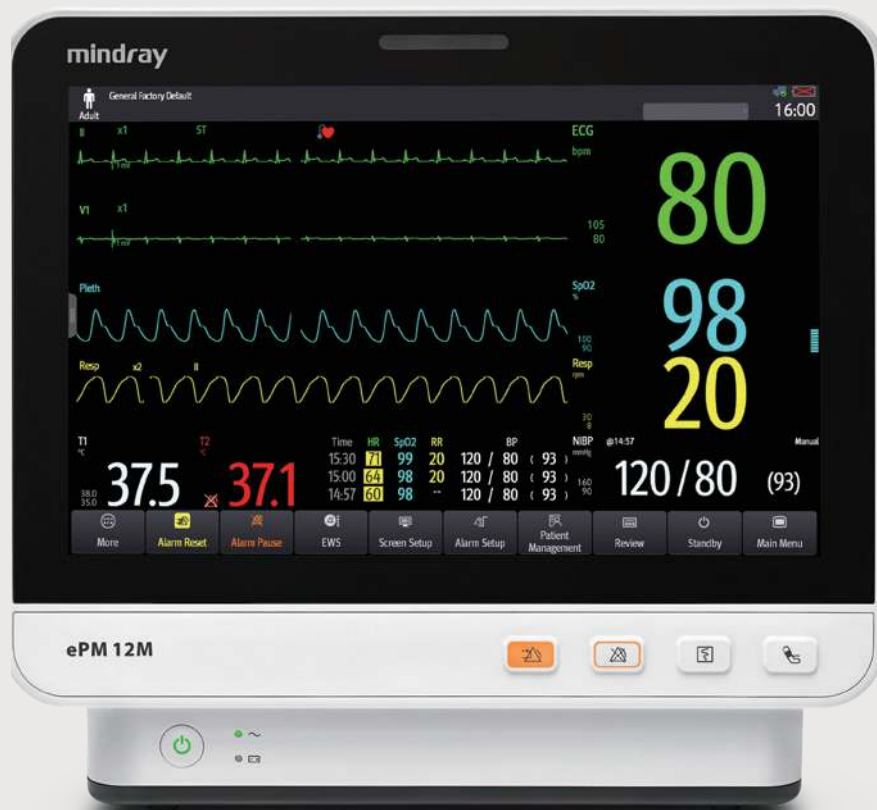 mindray
General Factory Default
Adult
16:00
II x1 ST ECG
bpm
1 mV
80
V1 x1
105
80
1 mV
Pleth SpO2
%
98
100
90
Resp x2 II Resp
rpm
20
30
8
T1 T2 Time HR SpO2 RR BP NIBP @14:57 Manual
°C °C mmHg
15:30 71 99 20 120 / 80 ( 93 )
15:00 64 98 20 120 / 80 ( 93 )
14:57 60 98 -- 120 / 80 ( 93 )
38.0
35.0
37.5 37.1
160
90
120/80 (93)
More Alarm Reset Alarm Pause EWS Screen Setup Alarm Setup Patient Management Review Standby Main Menu
ePM 12M